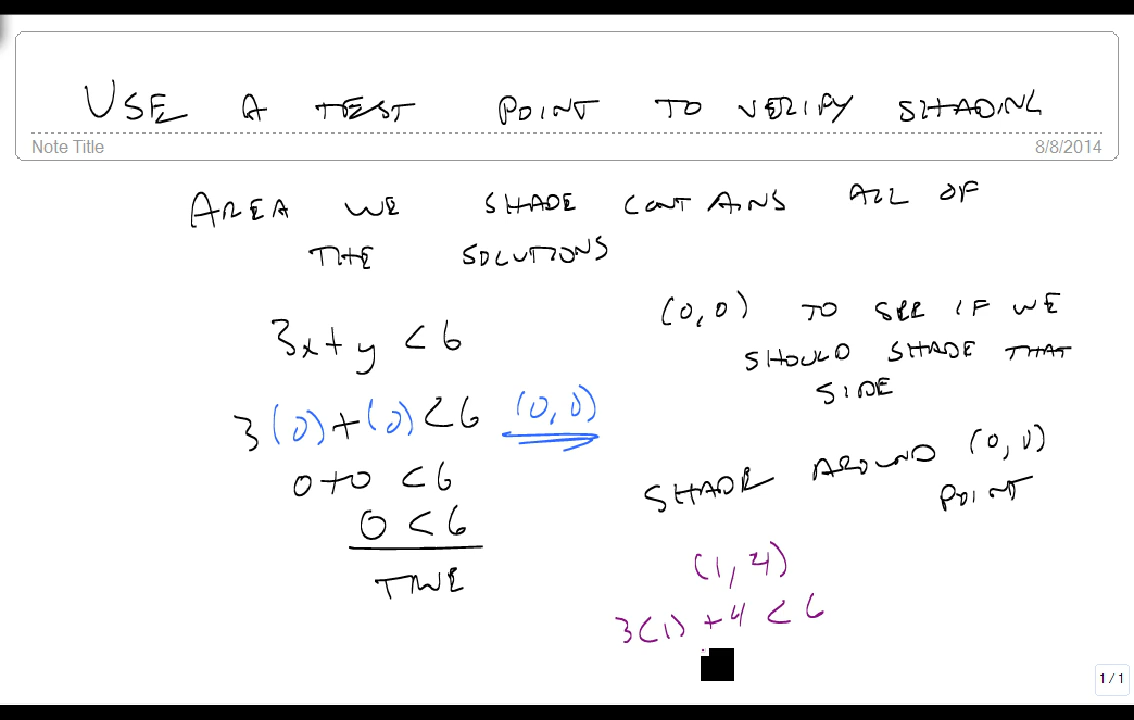 USE A TEST POINT TO VERIFY SHADING
Note Title
8/8/2014
AREA WE SHADE CONTAINS ALL OF
THE SOLUTIONS
3x + y < 6
3(0) + (0) < 6 (0,0)
0 + 0 < 6
0 < 6
TRUE
(0,0) TO SEE IF WE
SHOULD SHADE THAT
SIDE
SHADE AROUND (0,0)
POINT
(1,4)
3(1) + 4 < 6
1 / 1